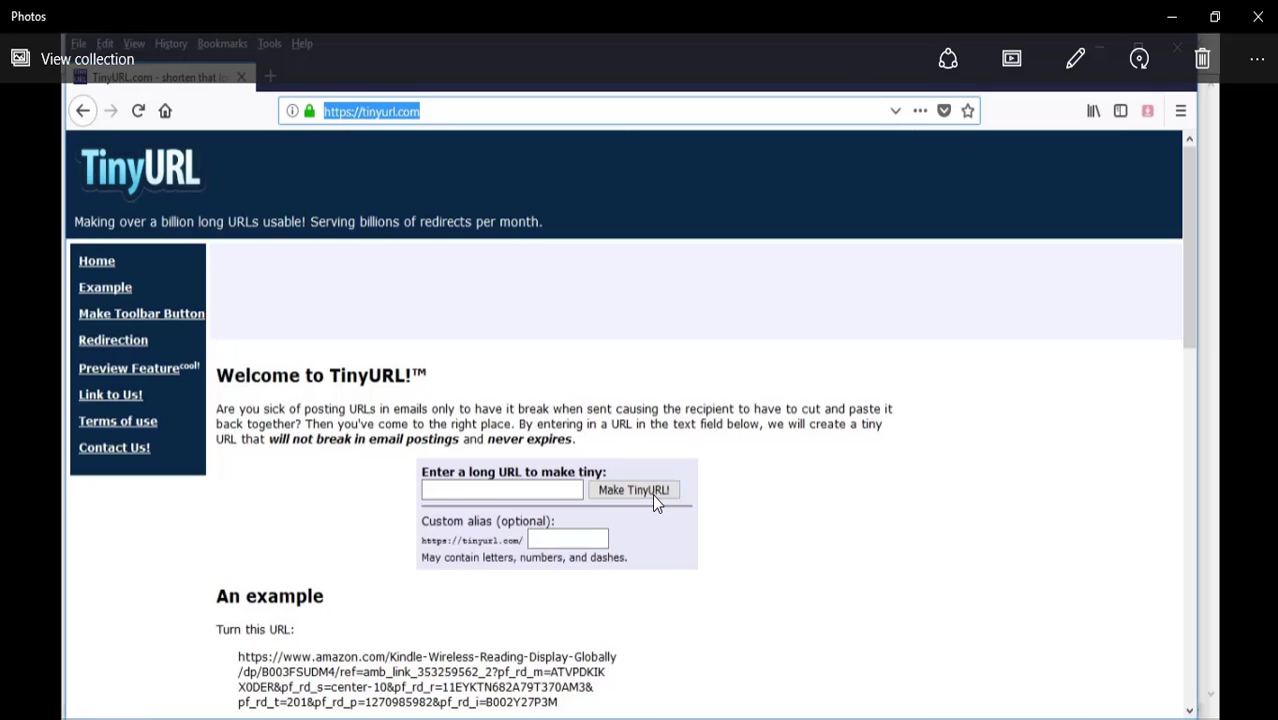 Photos
File Edit View History Bookmarks Tools Help
View collection
TinyURL.com - shorten that
https://tinyurl.com
TinyURL
Making over a billion long URLs usable! Serving billions of redirects per month.
Home
Example
Make Toolbar Button
Redirection
Preview Feature cool!
Link to Us!
Terms of use
Contact Us!
Welcome to TinyURL!™
Are you sick of posting URLs in emails only to have it break when sent causing the recipient to have to cut and paste it
back together? Then you've come to the right place. By entering in a URL in the text field below, we will create a tiny
URL that will not break in email postings and never expires.
Enter a long URL to make tiny:
Make TinyURL!
Custom alias (optional):
https://tinyurl.com/
May contain letters, numbers, and dashes.
An example
Turn this URL:
https://www.amazon.com/Kindle-Wireless-Reading-Display-Globally
/dp/B003FSUDM4/ref=amb_link_353259562_2?pf_rd_m=ATVPDKIK
X0DER&pf_rd_s=center-10&pf_rd_r=11EYKTN682A79T370AM3&
pf_rd_t=201&pf_rd_p=1270985982&pf_rd_i=B002Y27P3M